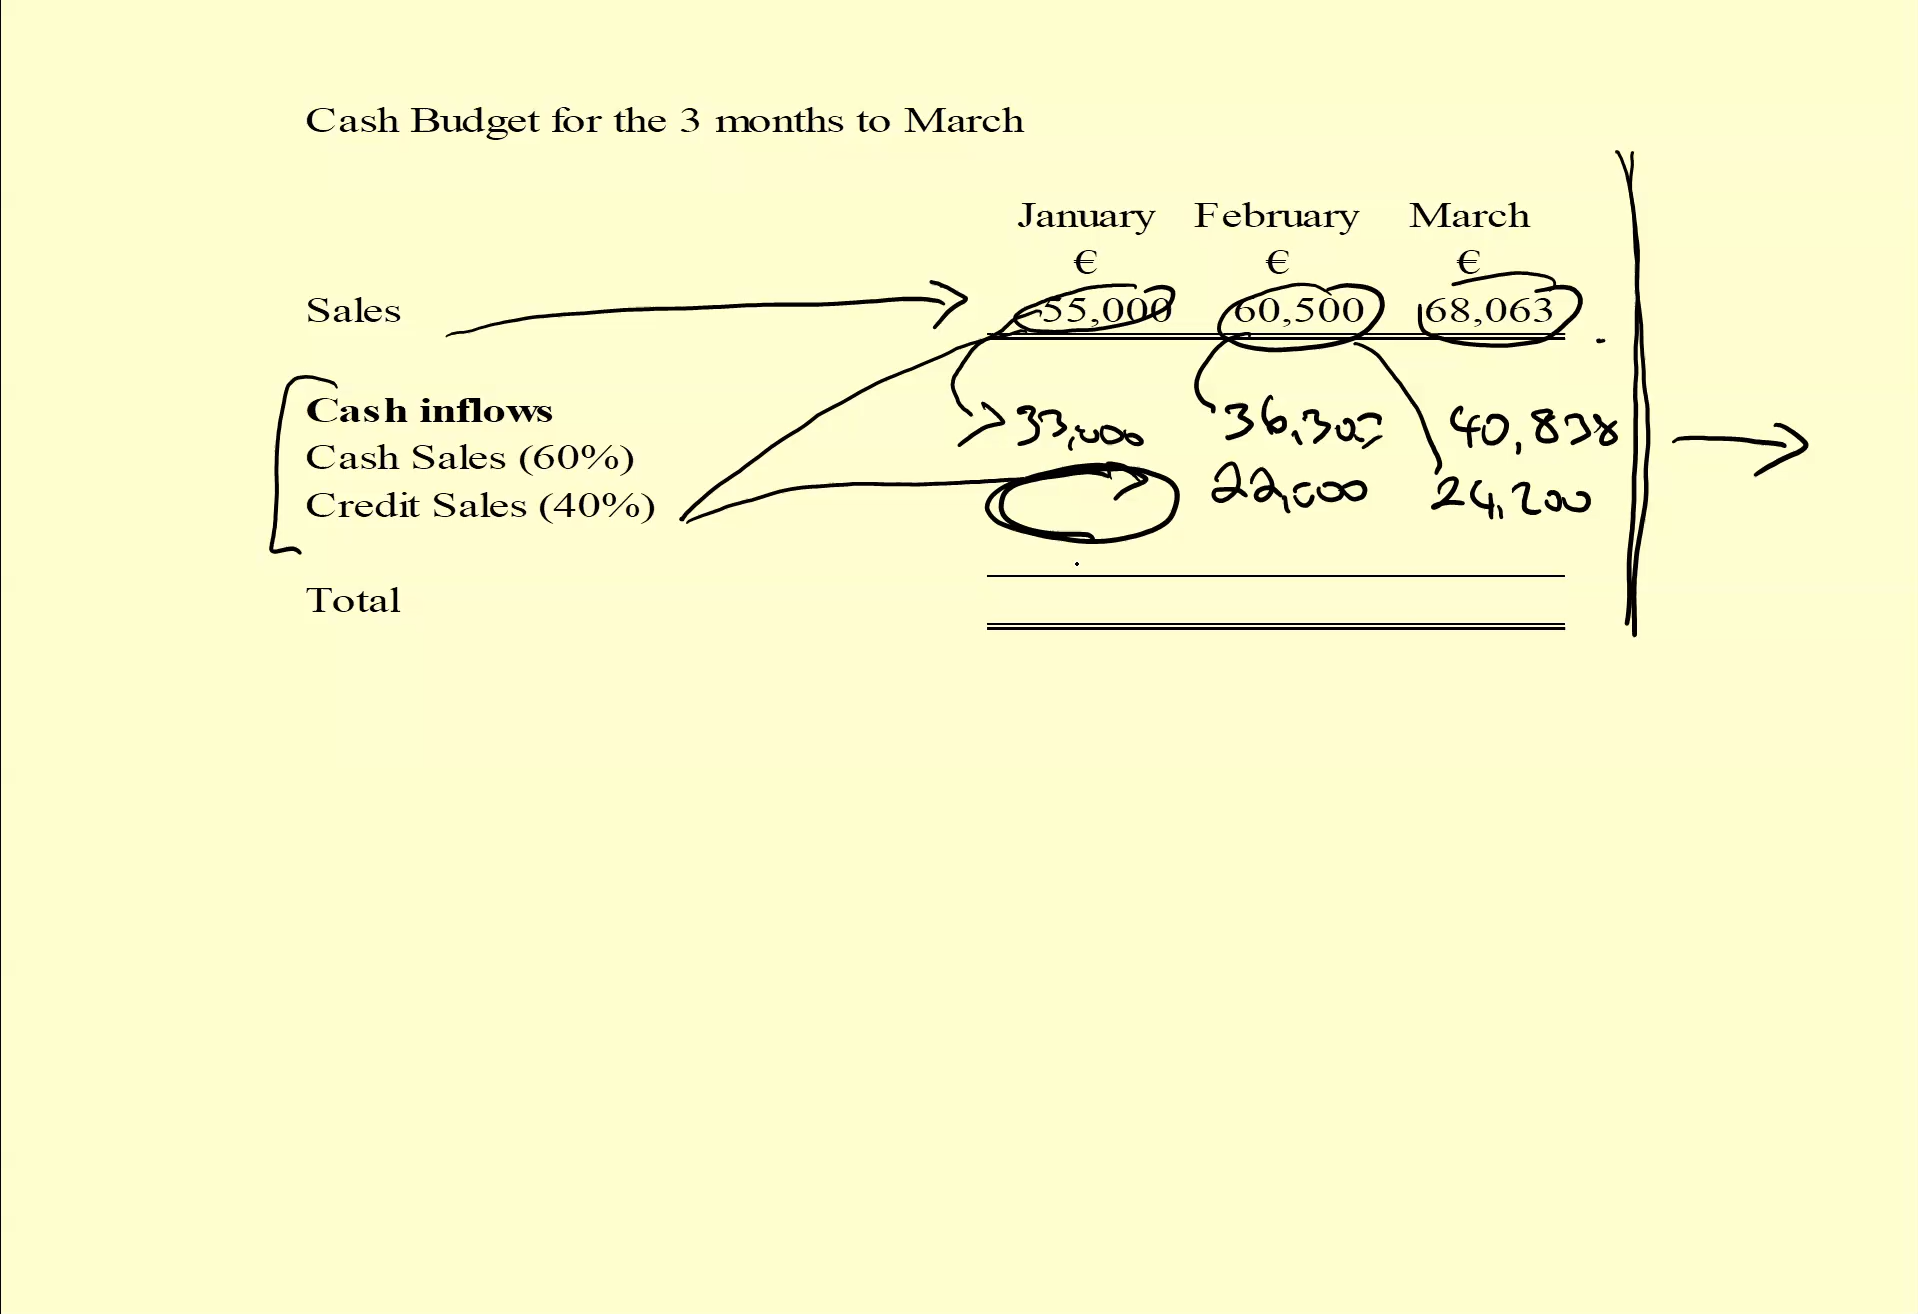 Cash Budget for the 3 months to March
January February March
€ € €
Sales 55,000 60,500 68,063
Cash inflows
33,000 36,300 40,838
Cash Sales (60%)
Credit Sales (40%) 22,000 24,200
Total